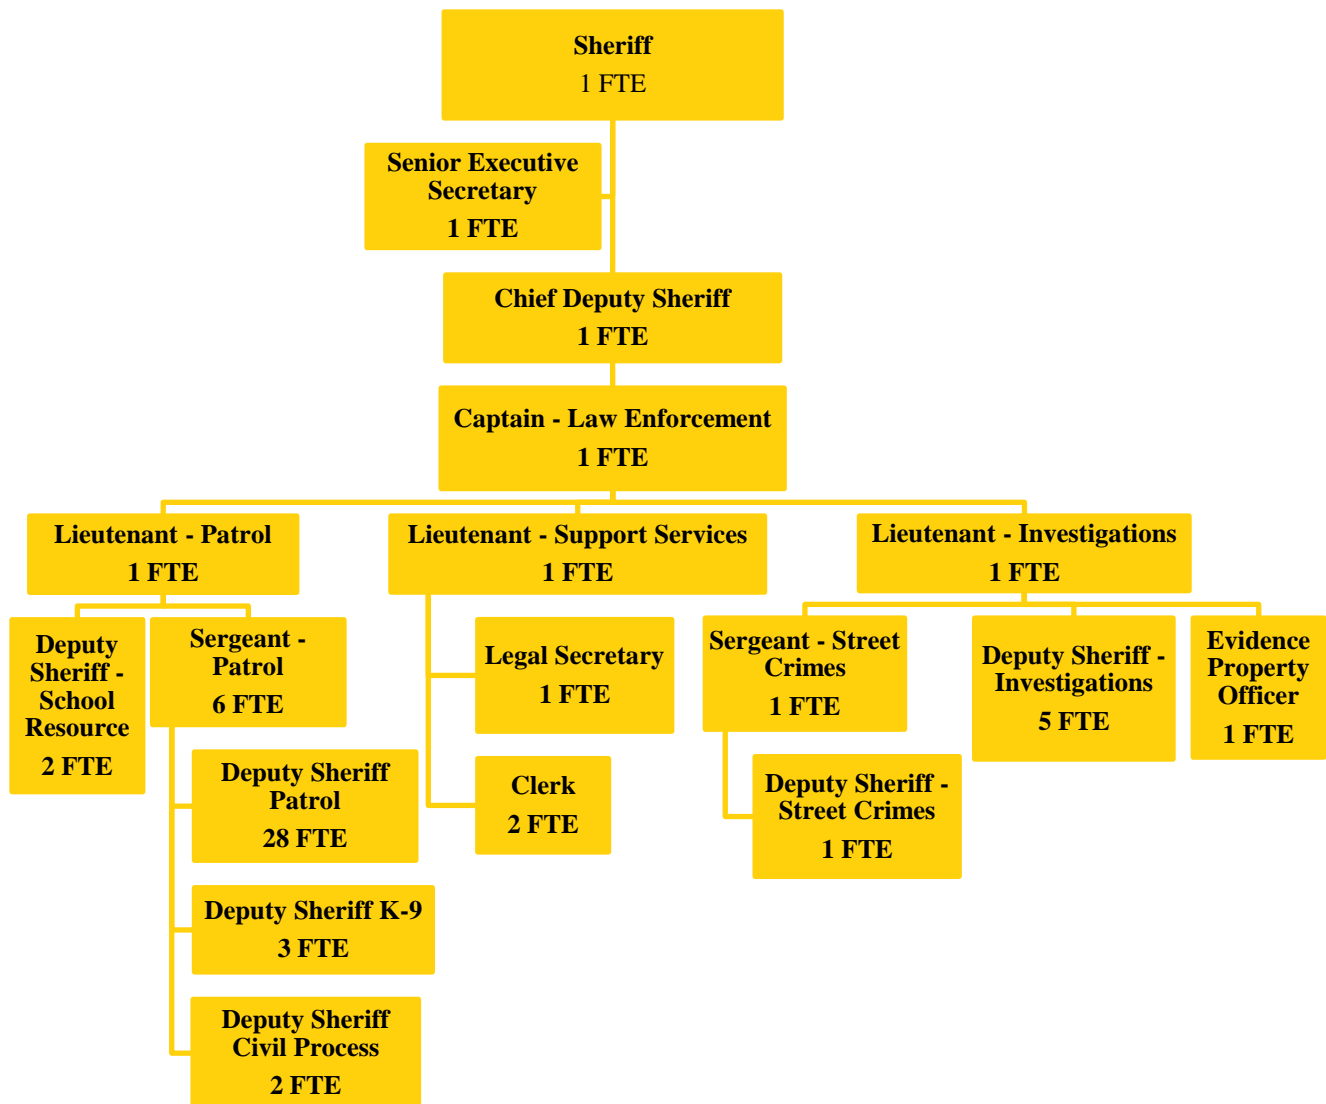 Sheriff
1 FTE
Senior Executive
Secretary
1 FTE
Chief Deputy Sheriff
1 FTE
Captain - Law Enforcement
1 FTE
Lieutenant - Patrol
1 FTE
Deputy
Sheriff -
School
Resource
2 FTE
Sergeant -
Patrol
6 FTE
Deputy Sheriff
Patrol
28 FTE
Deputy Sheriff K-9
3 FTE
Deputy Sheriff
Civil Process
2 FTE
Lieutenant - Support Services
1 FTE
Legal Secretary
1 FTE
Clerk
2 FTE
Lieutenant - Investigations
1 FTE
Sergeant - Street
Crimes
1 FTE
Deputy Sheriff -
Street Crimes
1 FTE
Deputy Sheriff -
Investigations
5 FTE
Evidence
Property
Officer
1 FTE